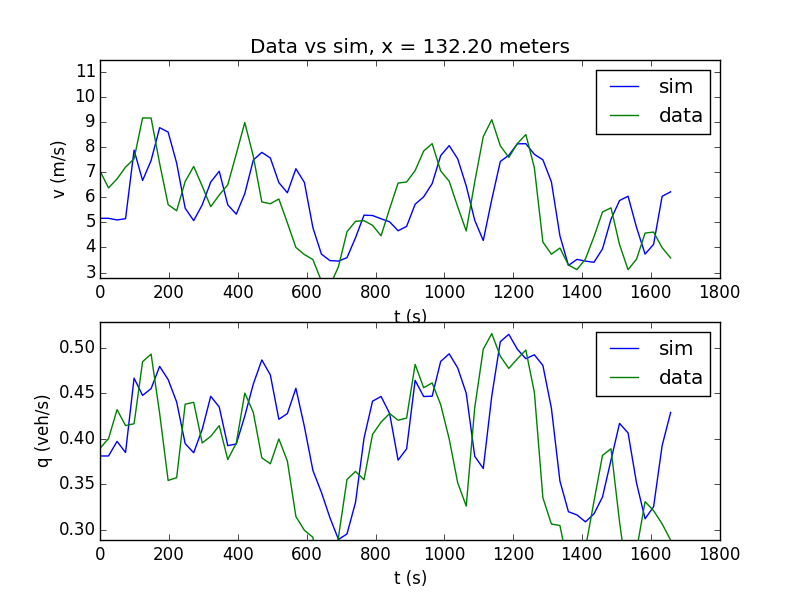 Data vs sim, x = 132.20 meters
11
10
9
8
7
6
5
4
3
v (m/s)
sim
data
0 200 400 600 800 1000 1200 1400 1600 1800
t (s)
0.50
0.45
0.40
0.35
0.30
q (veh/s)
sim
data
0 200 400 600 800 1000 1200 1400 1600 1800
t (s)